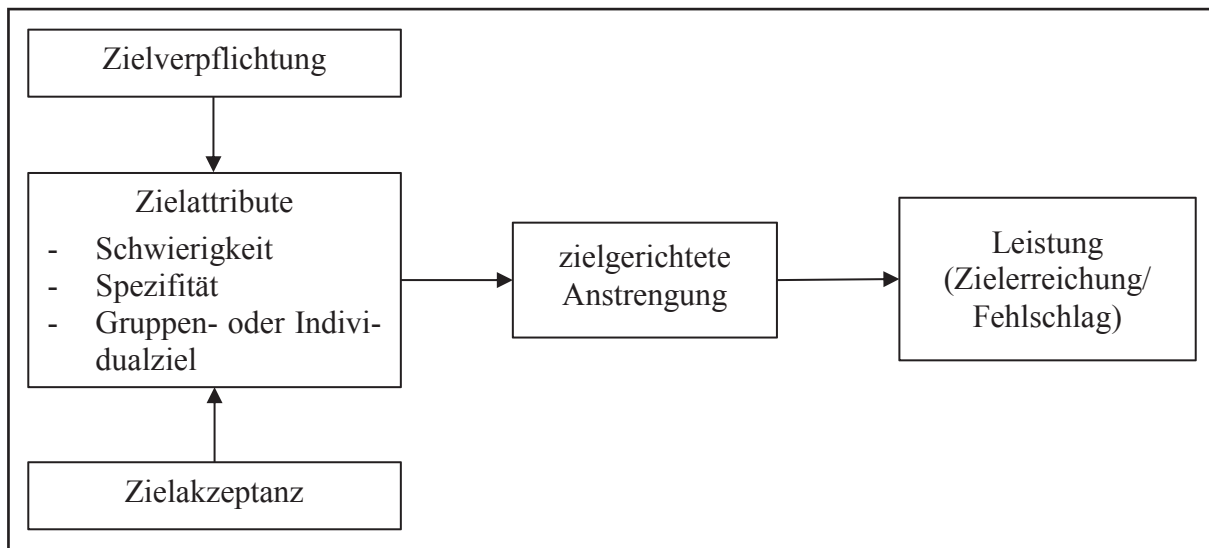 Zielverpflichtung
Zielattribute
- Schwierigkeit
- Spezifität
- Gruppen- oder Indivi-
dualziel
Zielakzeptanz
zielgerichtete
Anstrengung
Leistung
(Zielerreichung/
Fehlschlag)